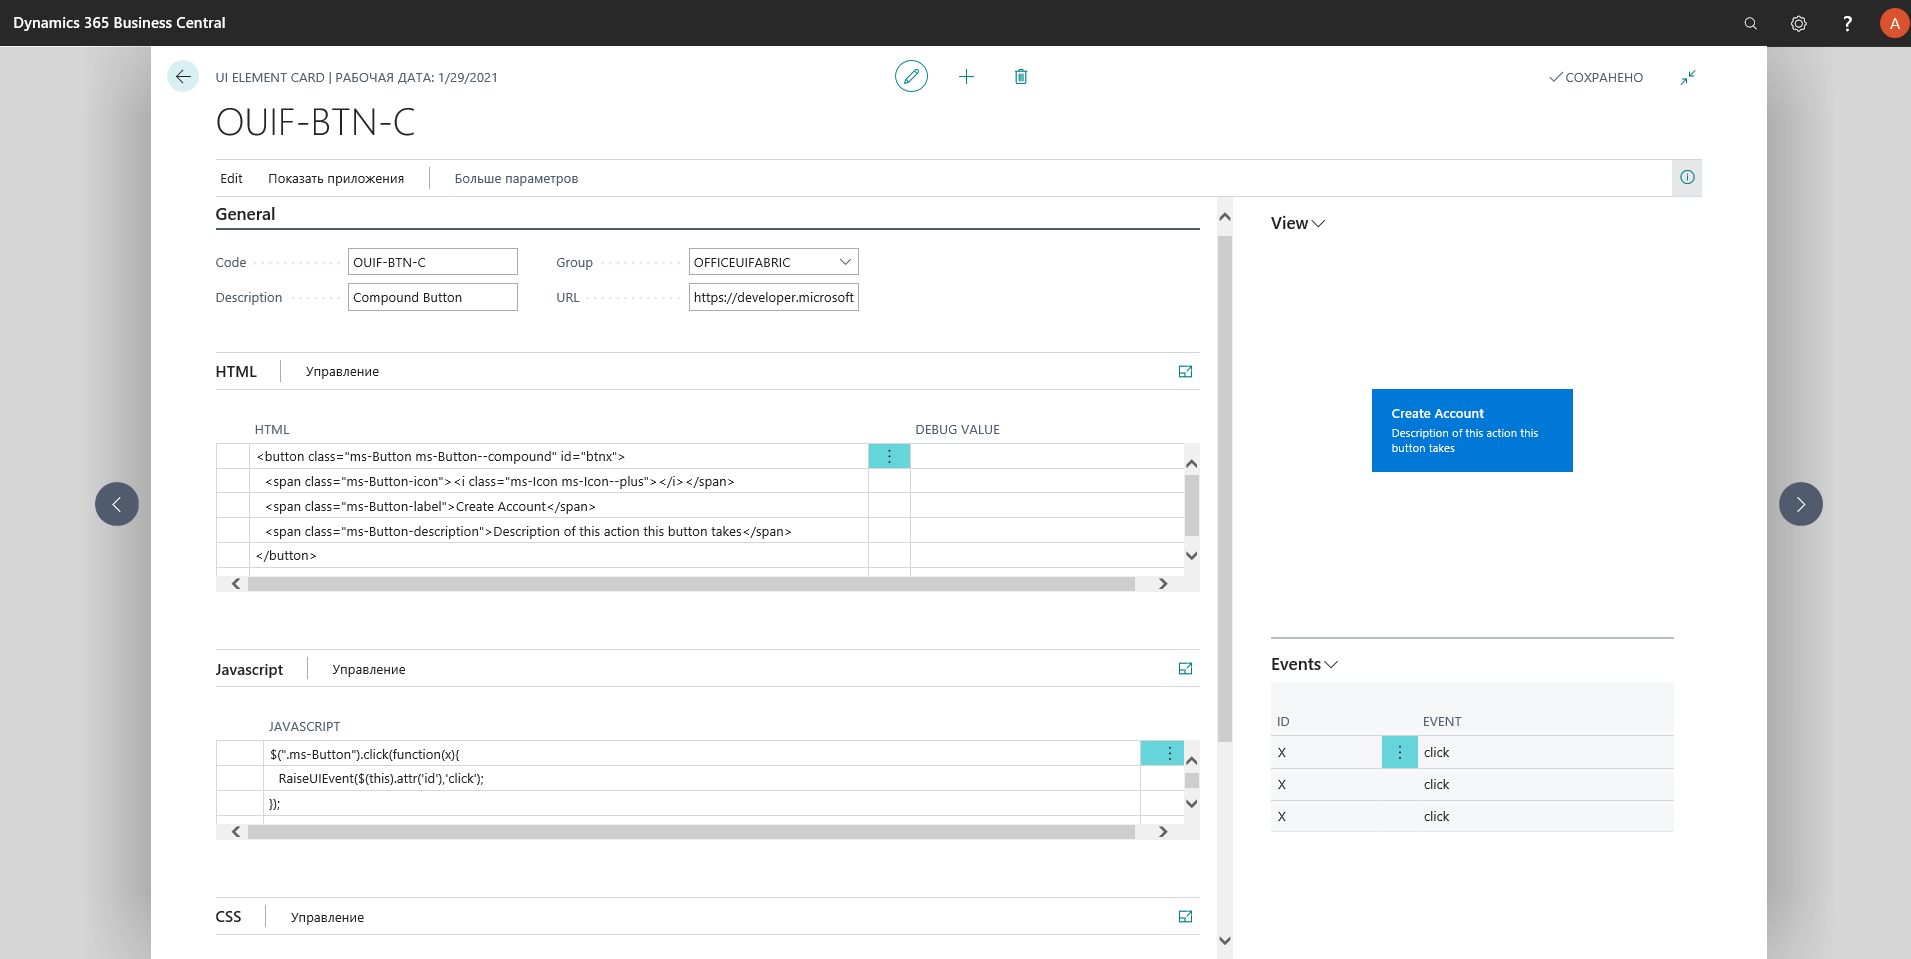 Dynamics 365 Business Central
?
A
UI ELEMENT CARD | РАБОЧАЯ ДАТА: 1/29/2021
СОХРАНЕНО
OUIF-BTN-C
Edit
Показать приложения
Больше параметров
General
Code
OUIF-BTN-C
Group
OFFICEUIFABRIC
Description
Compound Button
URL
https://developer.microsoft
HTML
Управление
HTML
DEBUG VALUE
<button class="ms-Button ms-Button--compound" id="btnx">
<span class="ms-Button-icon"><i class="ms-Icon ms-Icon--plus"></i></span>
<span class="ms-Button-label">Create Account</span>
<span class="ms-Button-description">Description of this action this button takes</span>
</button>
Javascript
Управление
JAVASCRIPT
$(".ms-Button").click(function(x){
RaiseUIEvent($(this).attr('id'),'click');
});
CSS
Управление
View
Create Account
Description of this action this
button takes
Events
ID
EVENT
X
click
X
click
X
click